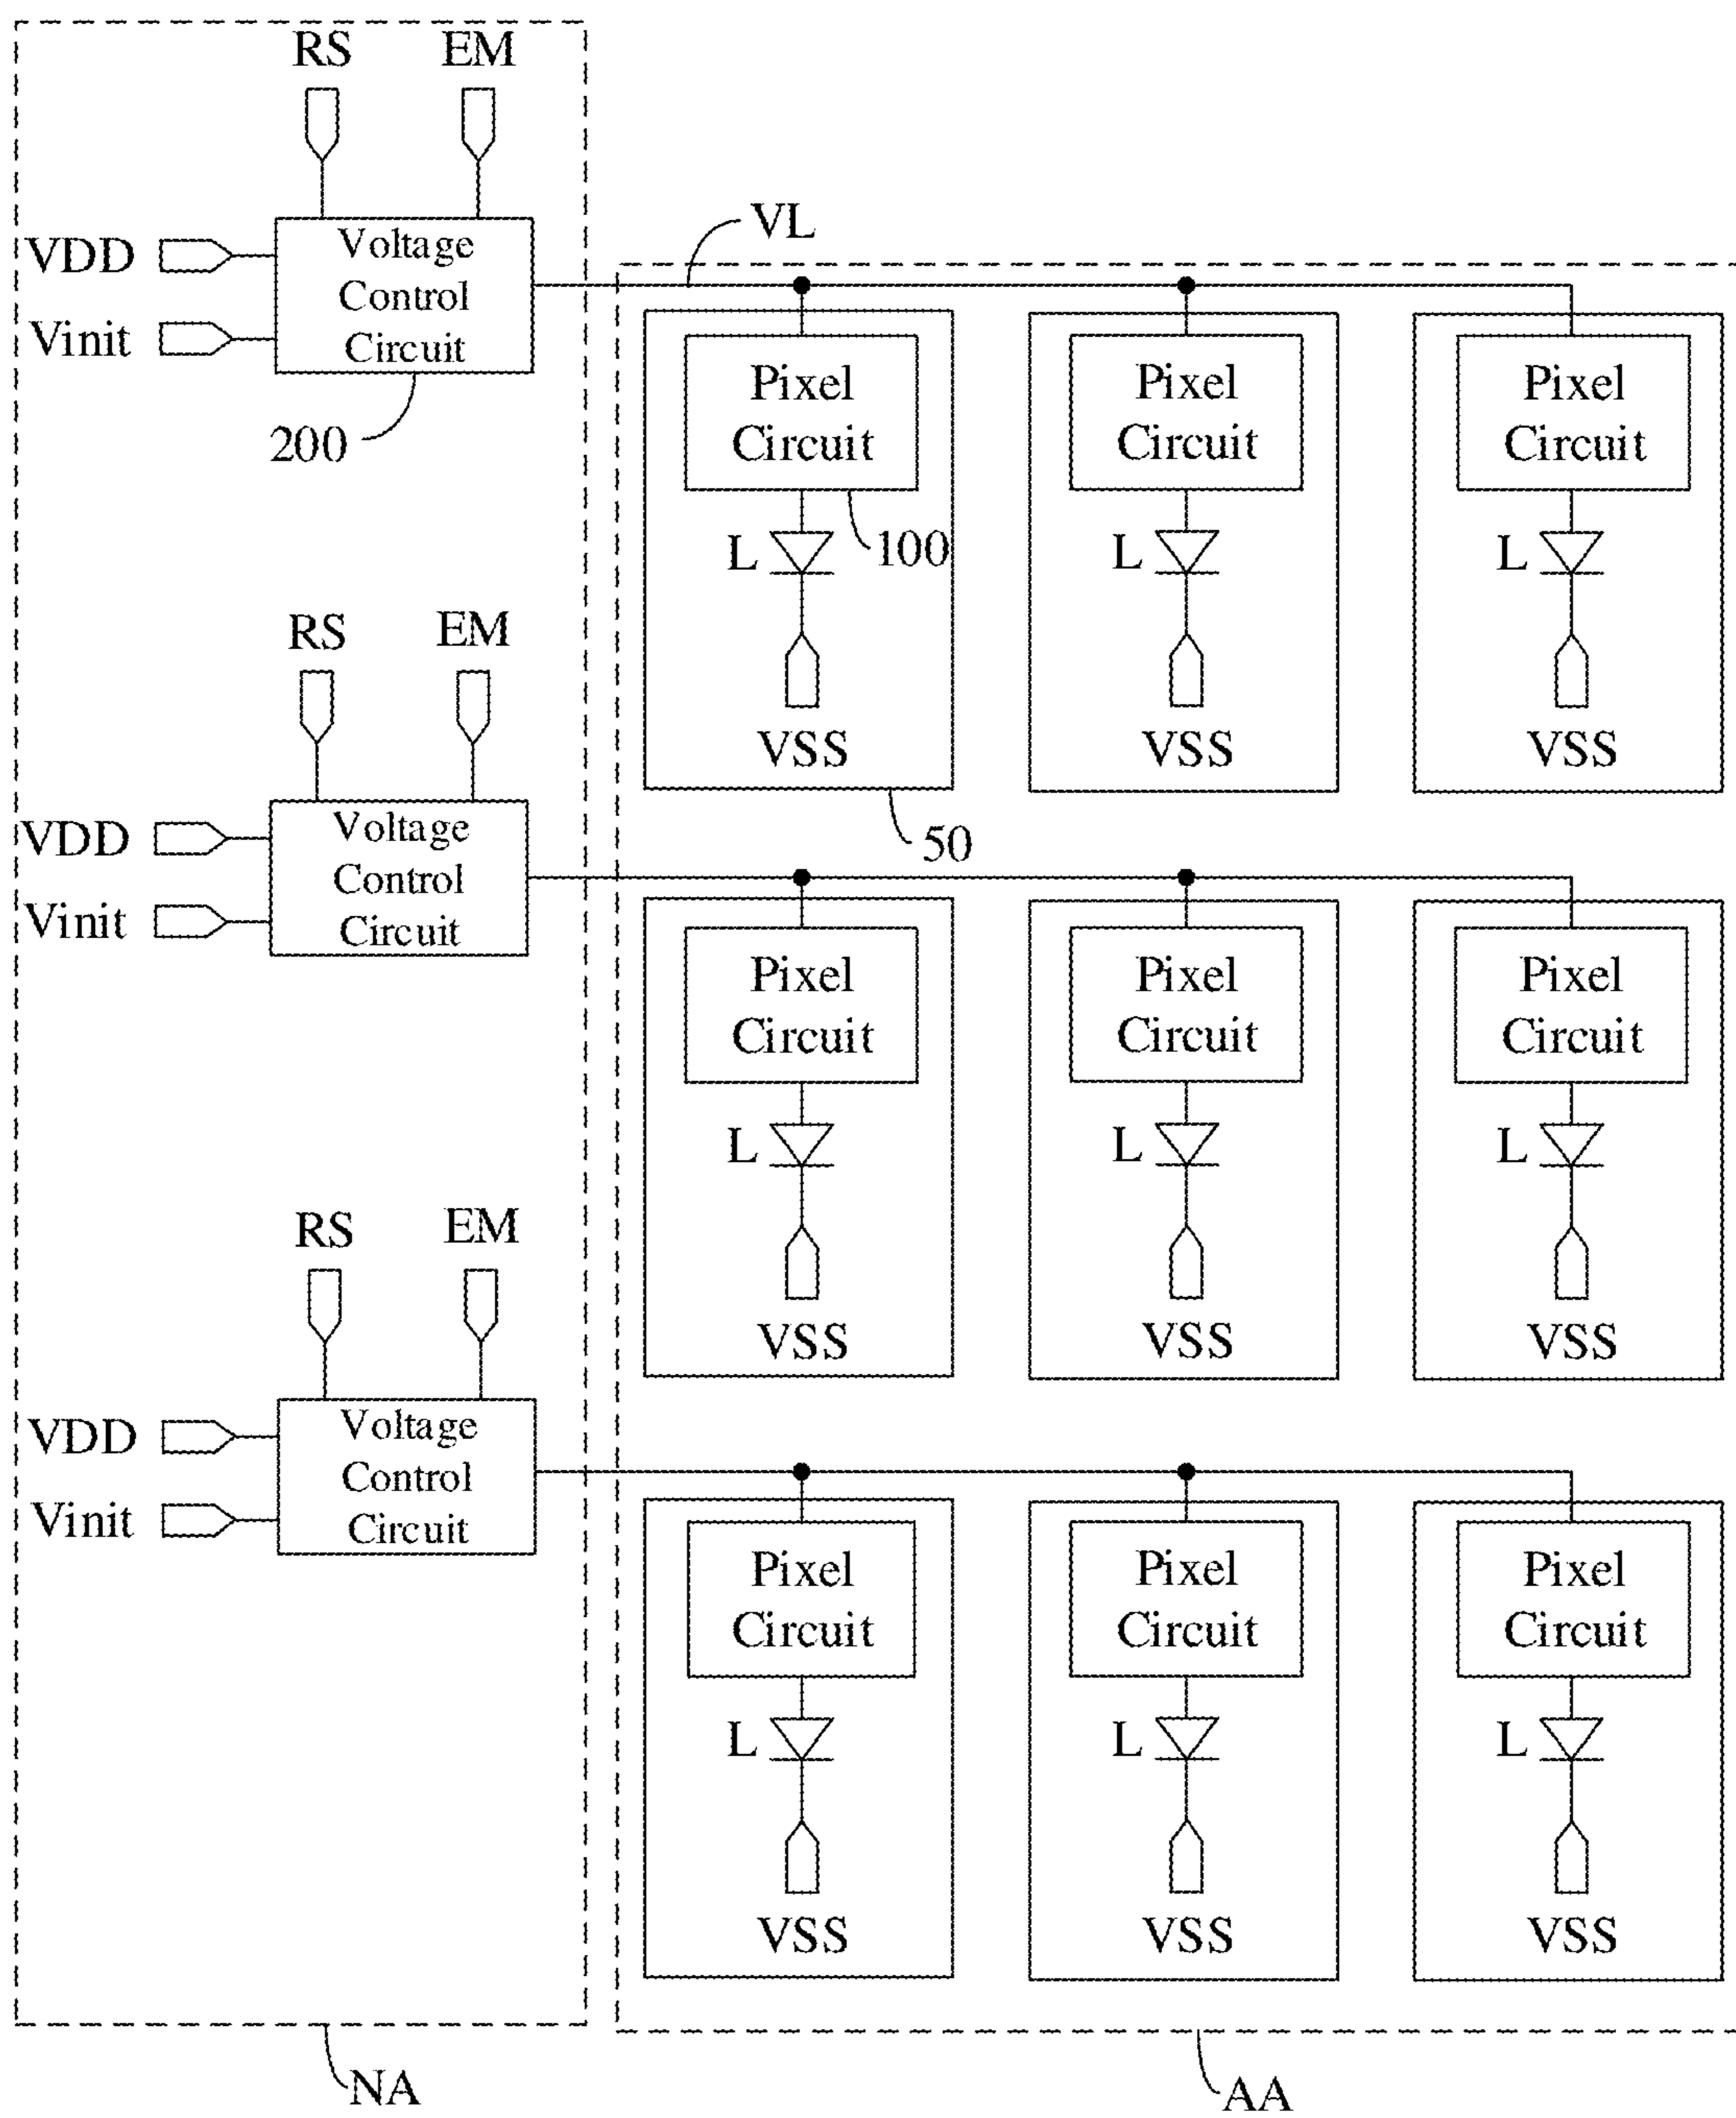 RS EM
VL
VDD Voltage
Control
Vinit Circuit
200
Pixel Pixel Pixel
Circuit Circuit Circuit
L 100 L L
RS EM
VSS VSS VSS
VDD Voltage
50
Control
Vinit Circuit
Pixel Pixel Pixel
Circuit Circuit Circuit
L L L
RS EM
VSS VSS VSS
VDD Voltage
Control
Vinit Circuit
Pixel Pixel Pixel
Circuit Circuit Circuit
L L L
VSS VSS VSS
NA AA